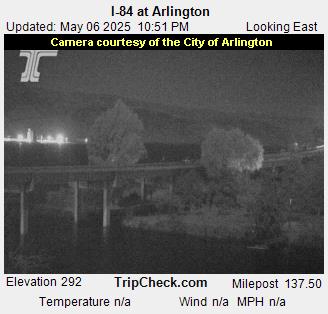 I-84 at Arlington
Updated: May 06 2025 10:51 PM Looking East
Camera courtesy of the City of Arlington
Elevation 292 TripCheck.com Milepost 137.50
Temperature n/a Wind n/a MPH n/a